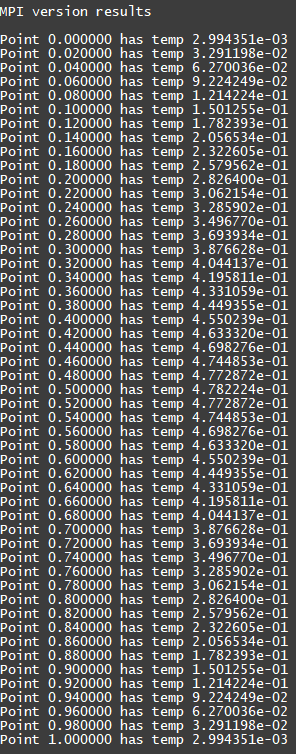 MPI version results
Point 0.000000 has temp 2.994351e-03
Point 0.020000 has temp 3.291198e-02
Point 0.040000 has temp 6.270036e-02
Point 0.060000 has temp 9.224249e-02
Point 0.080000 has temp 1.214224e-01
Point 0.100000 has temp 1.501255e-01
Point 0.120000 has temp 1.782393e-01
Point 0.140000 has temp 2.056534e-01
Point 0.160000 has temp 2.322605e-01
Point 0.180000 has temp 2.579562e-01
Point 0.200000 has temp 2.826400e-01
Point 0.220000 has temp 3.062154e-01
Point 0.240000 has temp 3.285902e-01
Point 0.260000 has temp 3.496770e-01
Point 0.280000 has temp 3.693934e-01
Point 0.300000 has temp 3.876628e-01
Point 0.320000 has temp 4.044137e-01
Point 0.340000 has temp 4.195811e-01
Point 0.360000 has temp 4.331059e-01
Point 0.380000 has temp 4.449355e-01
Point 0.400000 has temp 4.550239e-01
Point 0.420000 has temp 4.633320e-01
Point 0.440000 has temp 4.698276e-01
Point 0.460000 has temp 4.744853e-01
Point 0.480000 has temp 4.772872e-01
Point 0.500000 has temp 4.782224e-01
Point 0.520000 has temp 4.772872e-01
Point 0.540000 has temp 4.744853e-01
Point 0.560000 has temp 4.698276e-01
Point 0.580000 has temp 4.633320e-01
Point 0.600000 has temp 4.550239e-01
Point 0.620000 has temp 4.449355e-01
Point 0.640000 has temp 4.331059e-01
Point 0.660000 has temp 4.195811e-01
Point 0.680000 has temp 4.044137e-01
Point 0.700000 has temp 3.876628e-01
Point 0.720000 has temp 3.693934e-01
Point 0.740000 has temp 3.496770e-01
Point 0.760000 has temp 3.285902e-01
Point 0.780000 has temp 3.062154e-01
Point 0.800000 has temp 2.826400e-01
Point 0.820000 has temp 2.579562e-01
Point 0.840000 has temp 2.322605e-01
Point 0.860000 has temp 2.056534e-01
Point 0.880000 has temp 1.782393e-01
Point 0.900000 has temp 1.501255e-01
Point 0.920000 has temp 1.214224e-01
Point 0.940000 has temp 9.224249e-02
Point 0.960000 has temp 6.270036e-02
Point 0.980000 has temp 3.291198e-02
Point 1.000000 has temp 2.994351e-03